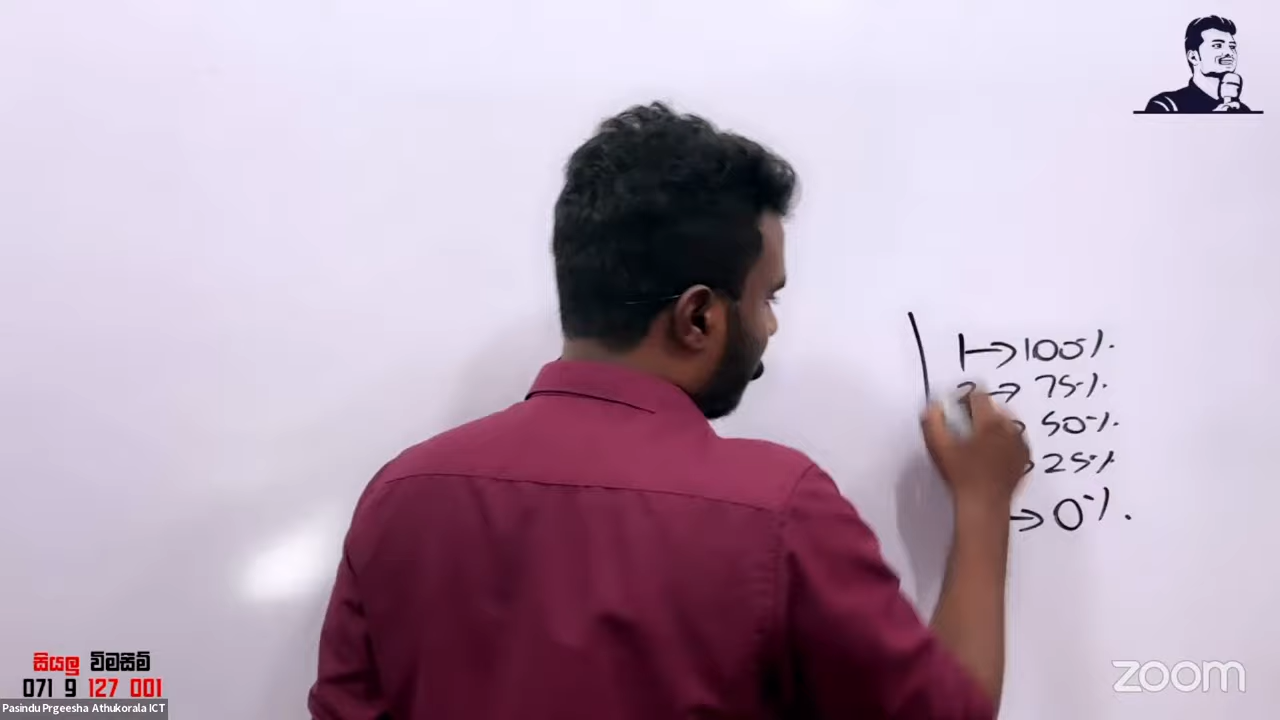 1 → 100%.
2 → 75%.
50%.
25%
→ 0%.
සියලු විමසීම්
071 9 127 001
Pasindu Prgeesha Athukorala ICT
zoom